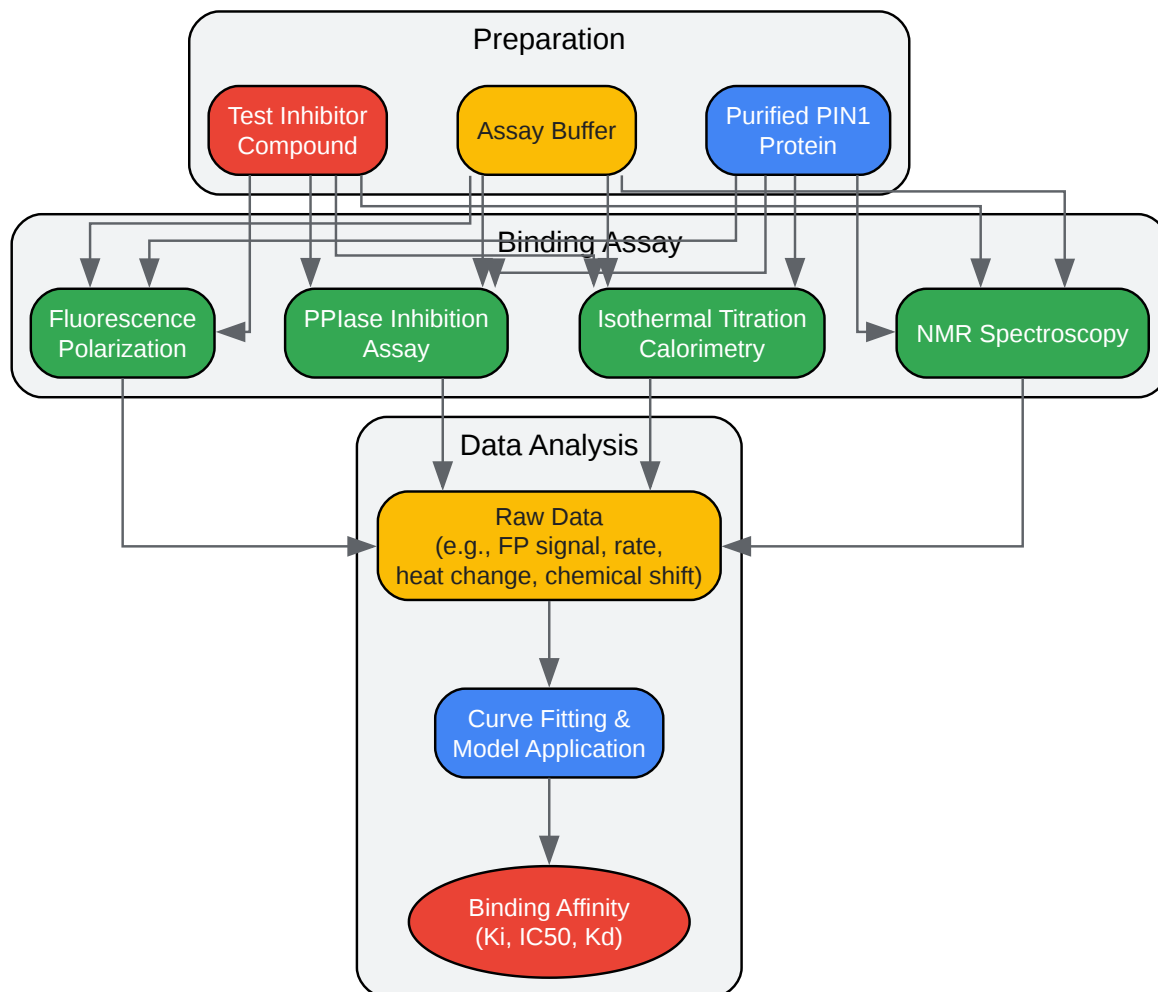 Preparation
Test Inhibitor
Compound
Assay Buffer
Purified PIN1
Protein
Binding Assay
Fluorescence
Polarization
PPIase Inhibition
Assay
Isothermal Titration
Calorimetry
NMR Spectroscopy
Data Analysis
Raw Data
(e.g., FP signal, rate,
heat change, chemical shift)
Curve Fitting &
Model Application
Binding Affinity
(Ki, IC50, Kd)